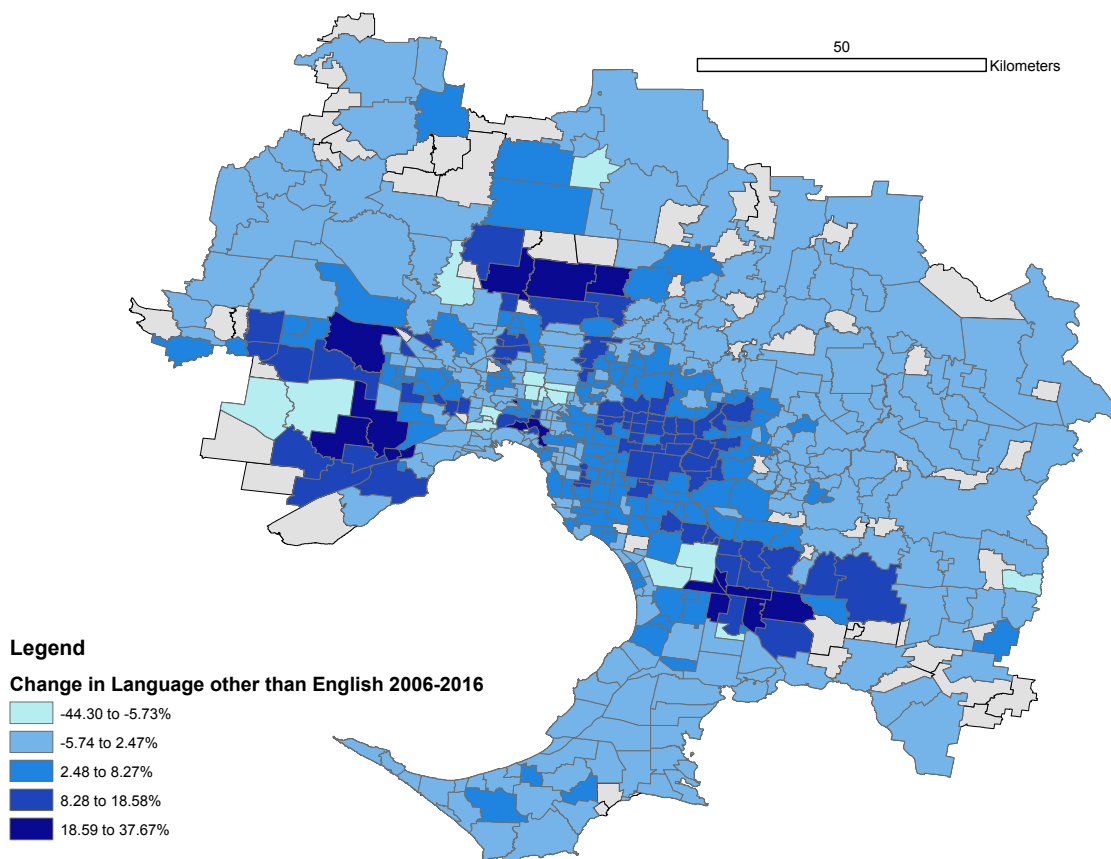 50
Kilometers
Legend
Change in Language other than English 2006-2016
-44.30 to -5.73%
-5.74 to 2.47%
2.48 to 8.27%
8.28 to 18.58%
18.59 to 37.67%